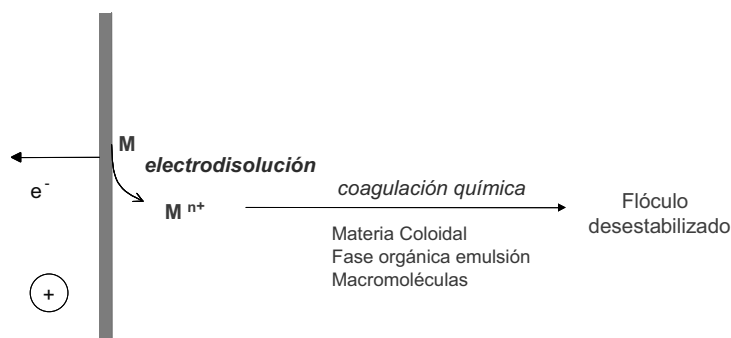 M
electrodisolución
e⁻
M ⁿ⁺
coagulación química
Materia Coloidal
Fase orgánica emulsión
Macromoléculas
Flóculo
desestabilizado
+